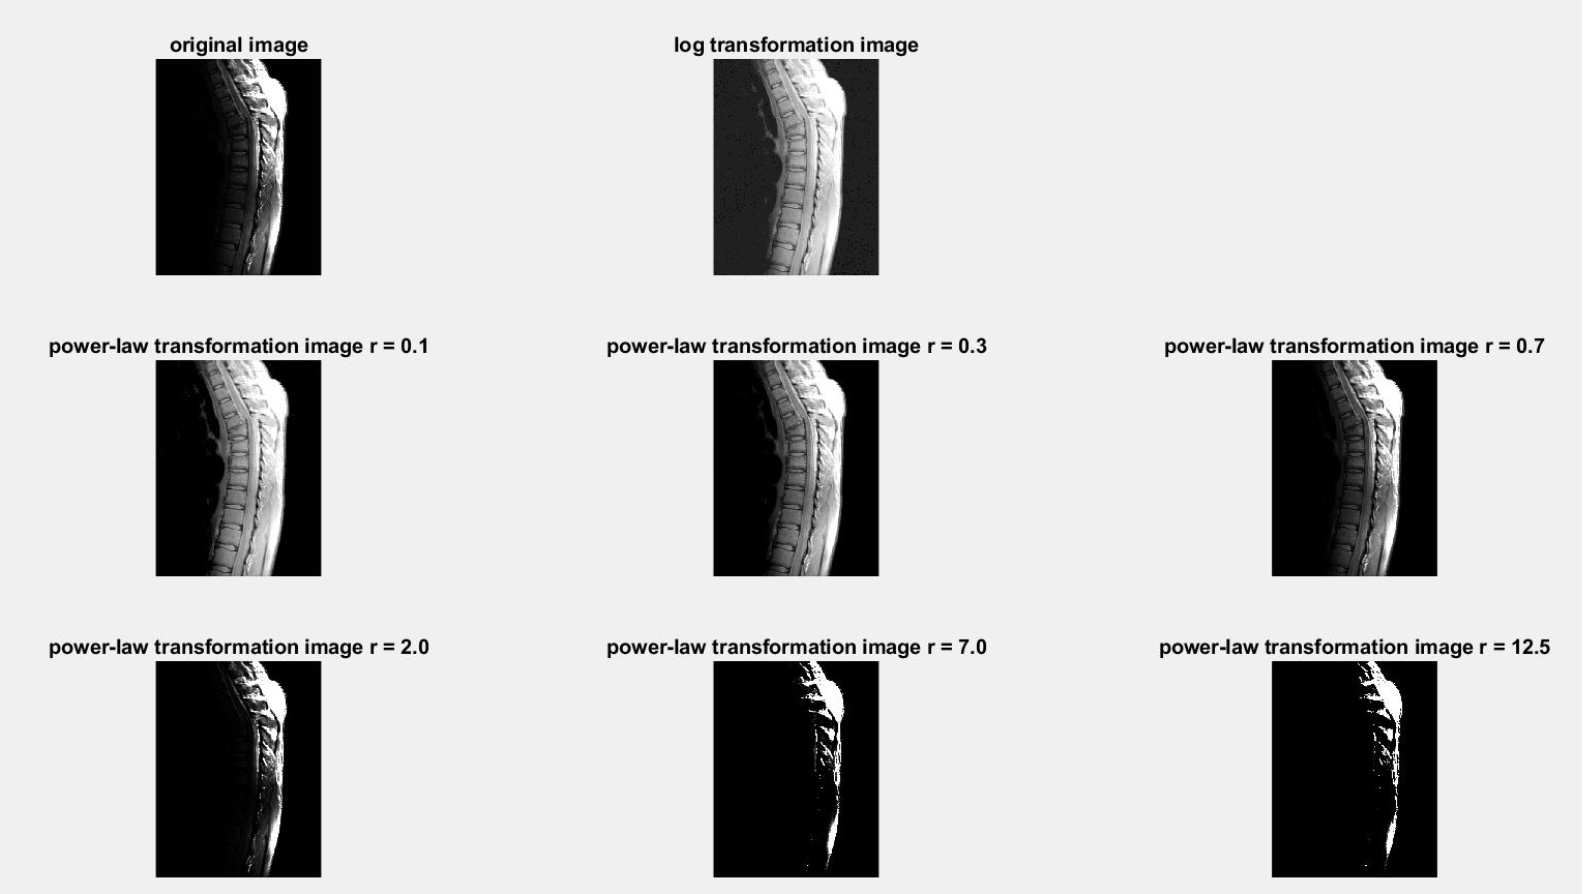 original image
log transformation image
power-law transformation image r = 0.1
power-law transformation image r = 0.3
power-law transformation image r = 0.7
power-law transformation image r = 2.0
power-law transformation image r = 7.0
power-law transformation image r = 12.5